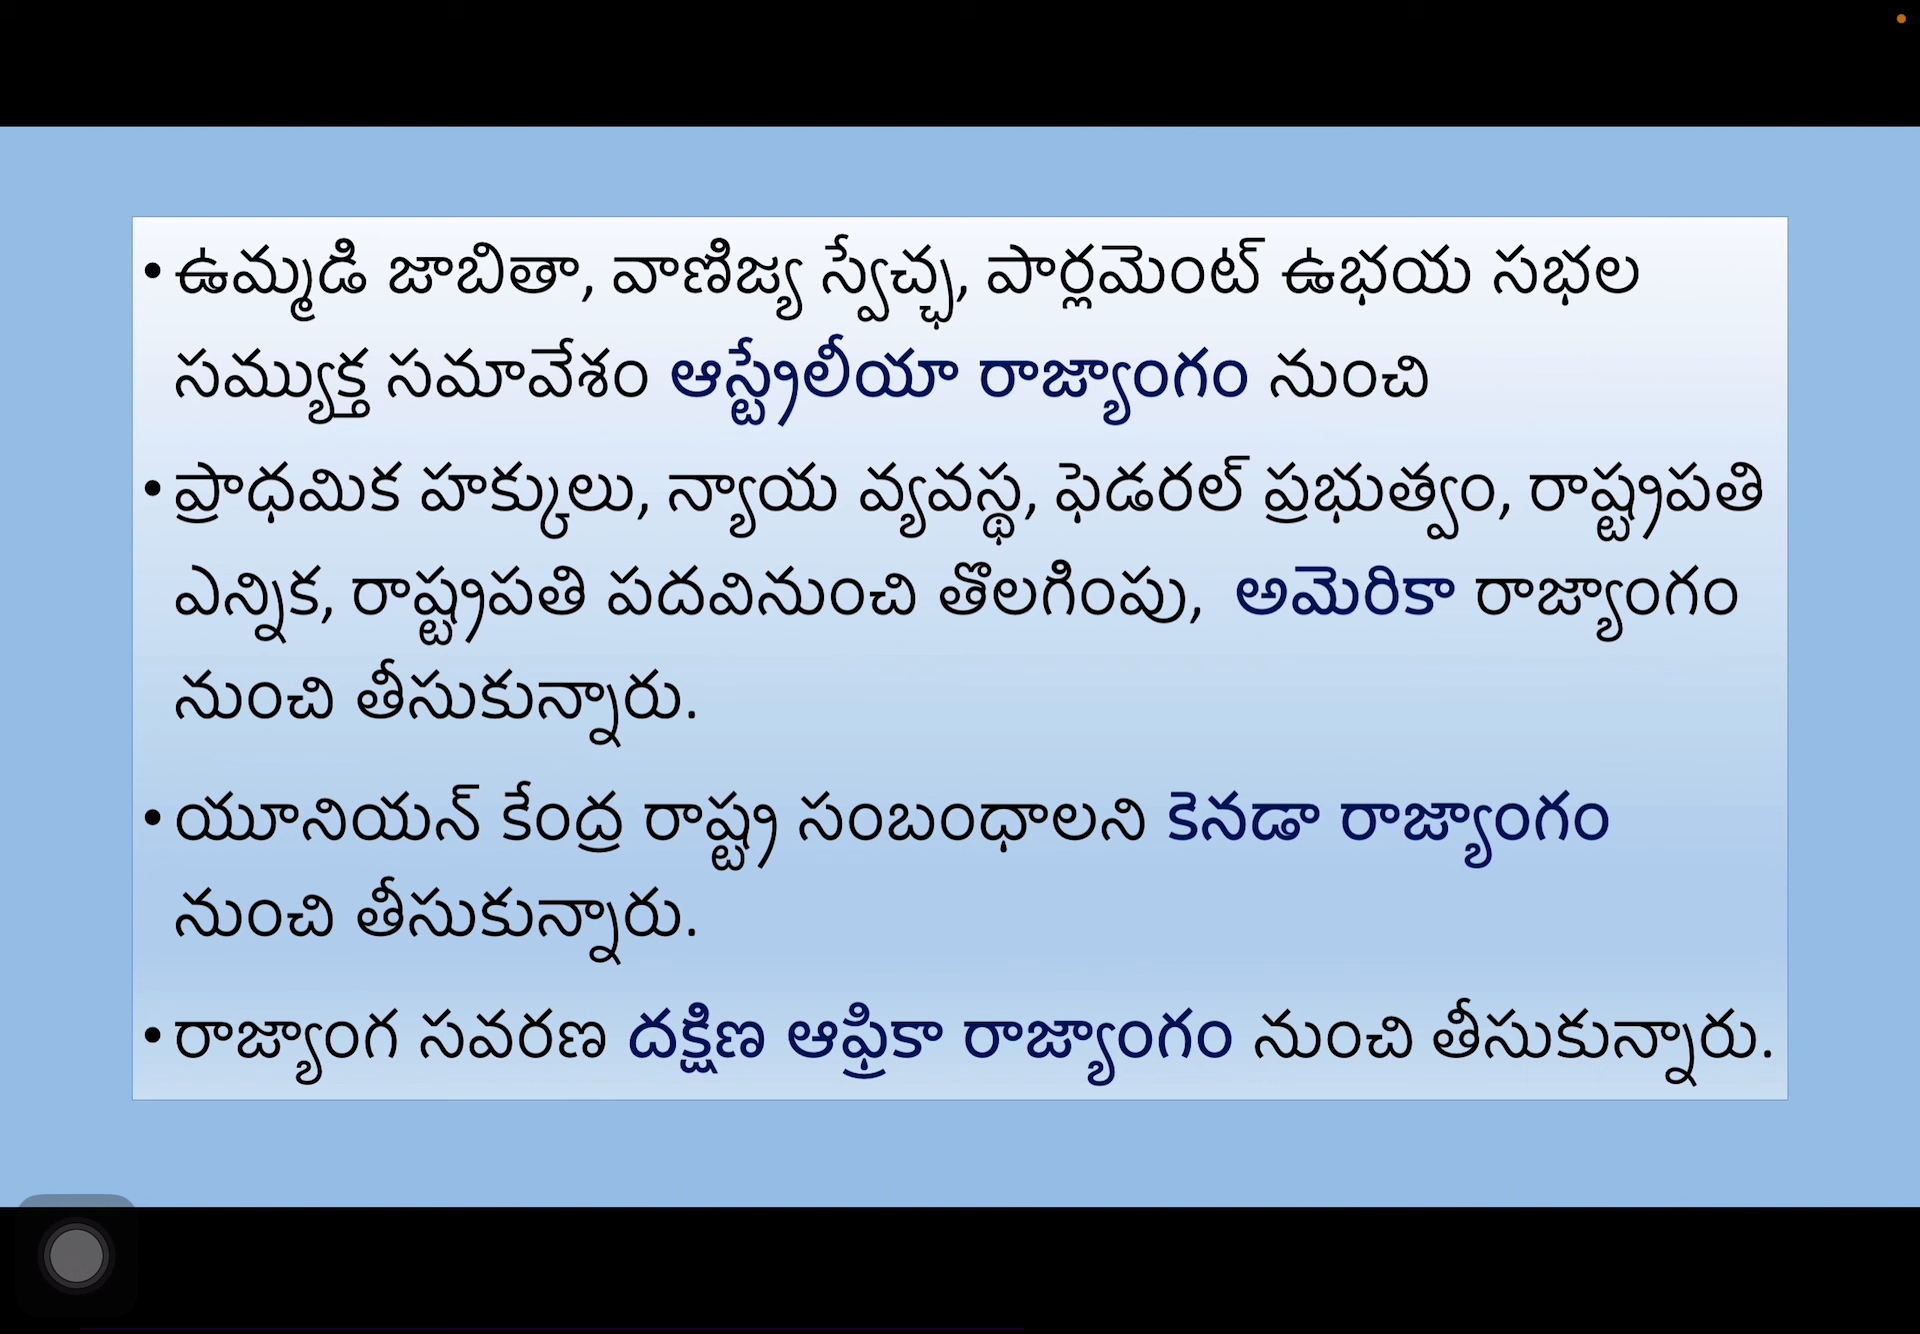 • ఉమ్మడి జాబితా, వాణిజ్య స్వేచ్ఛ, పార్లమెంట్ ఉభయ సభల
సమ్యుక్త సమావేశం ఆస్ట్రేలీయా రాజ్యాంగం నుంచి
• ప్రాధమిక హక్కులు, న్యాయ వ్యవస్థ, ఫెడరల్ ప్రభుత్వం, రాష్ట్రపతి
ఎన్నిక, రాష్ట్రపతి పదవినుంచి తొలగింపు, అమెరికా రాజ్యాంగం
నుంచి తీసుకున్నారు.
• యూనియన్ కేంద్ర రాష్ట్ర సంబంధాలని కెనడా రాజ్యాంగం
నుంచి తీసుకున్నారు.
• రాజ్యాంగ సవరణ దక్షిణ ఆఫ్రికా రాజ్యాంగం నుంచి తీసుకున్నారు.